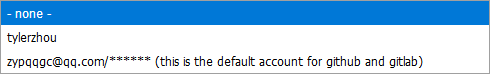 - none -
tylerzhou
zypqqgc@qq.com/****** (this is the default account for github and gitlab)